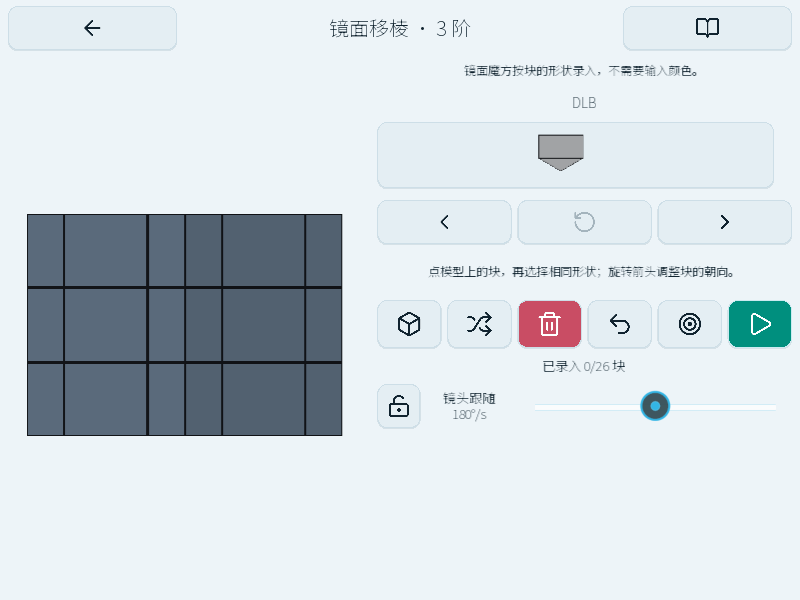 镜面移棱 · 3 阶
镜面魔方按块的形状录入，不需要输入颜色。
DLB
点模型上的块，再选择相同形状；旋转箭头调整块的朝向。
已录入 0/26 块
镜头跟随
180°/s